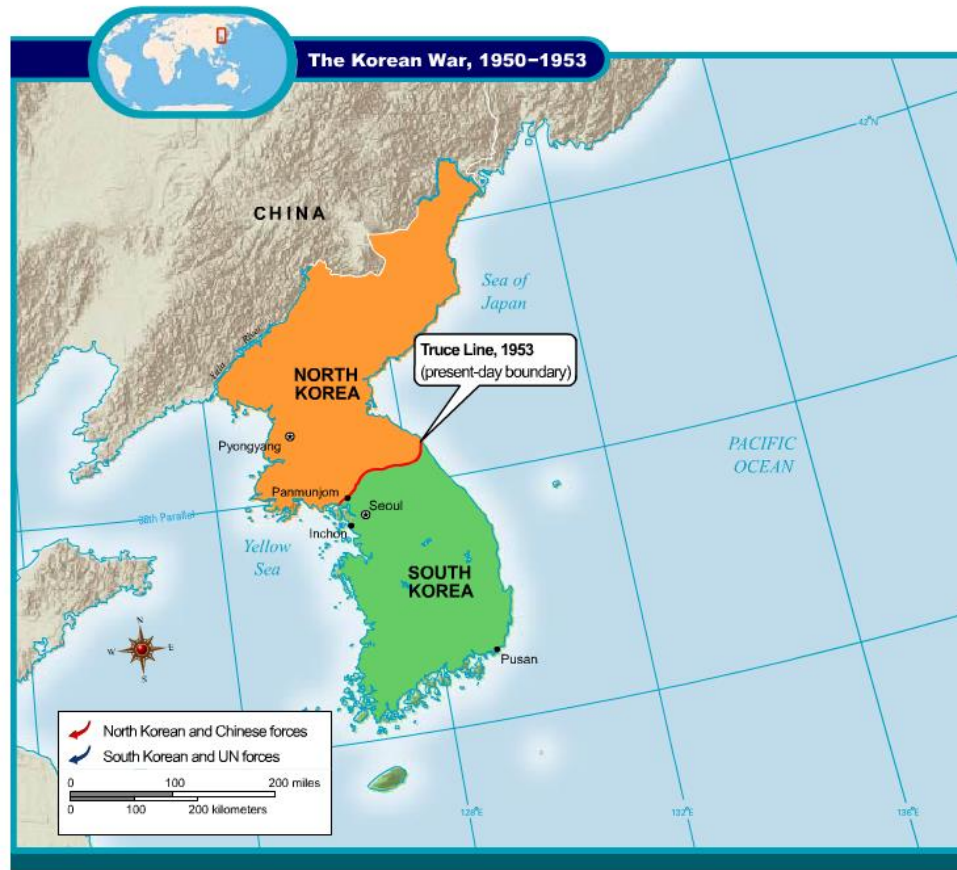 The Korean War, 1950–1953
42°N
CHINA
Sea of
Japan
Yalu River
Truce Line, 1953
(present-day boundary)
NORTH
KOREA
Pyongyang
PACIFIC
OCEAN
Panmunjom
Seoul
38th Parallel
Inchon
Yellow
Sea
SOUTH
KOREA
N
W E
S
Pusan
North Korean and Chinese forces
South Korean and UN forces
0 100 200 miles
0 100 200 kilometers
128°E
132°E
136°E